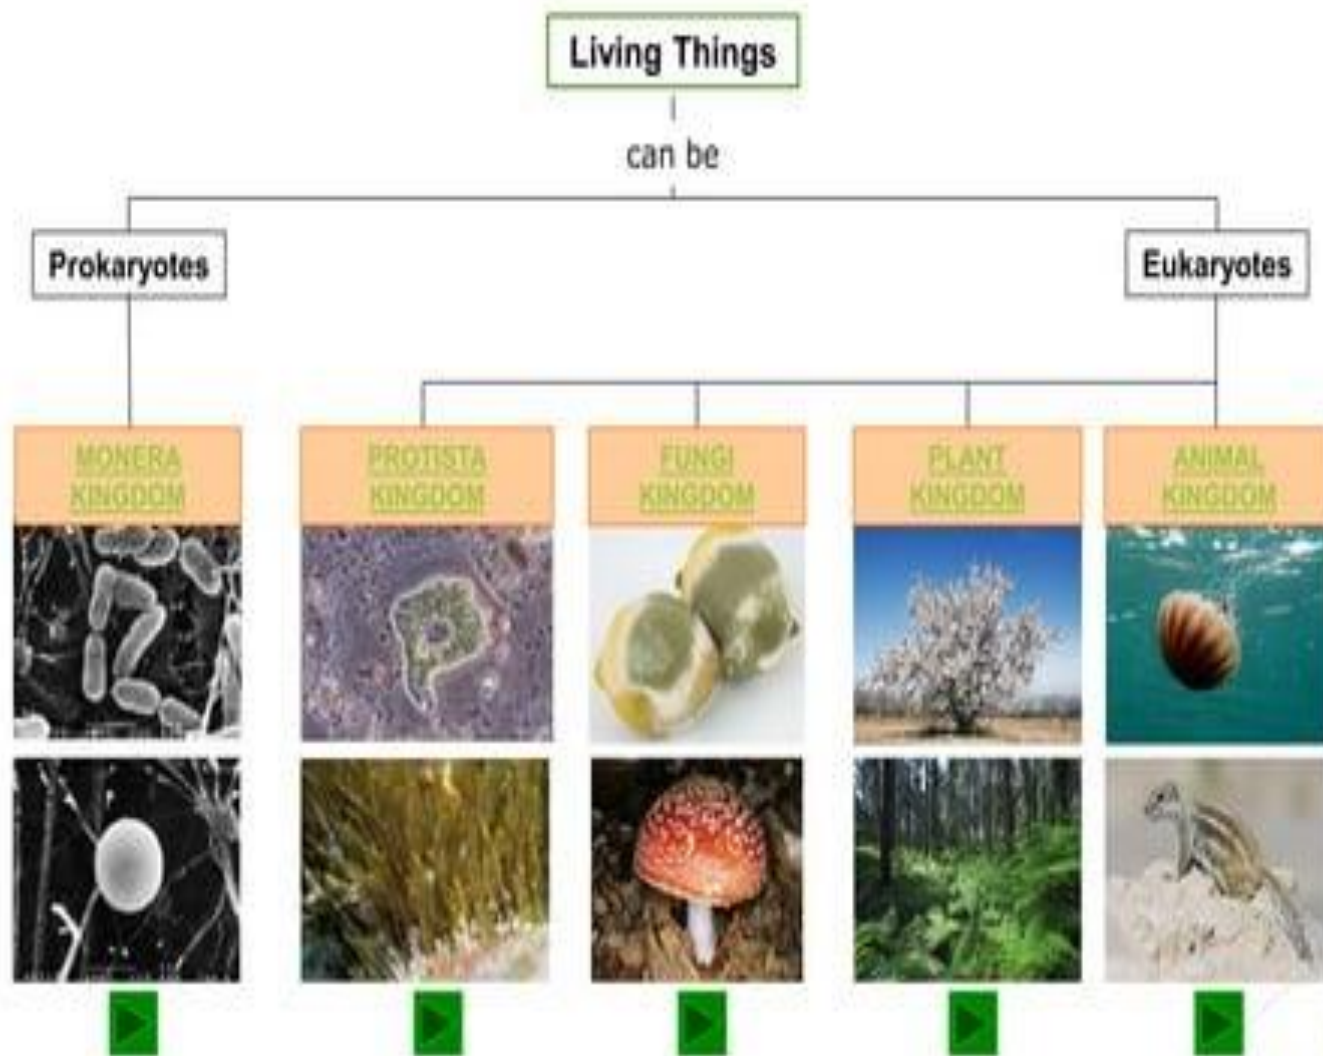 Living Things
can be
Prokaryotes
Eukaryotes
MONERA
KINGDOM
PROTISTA
KINGDOM
FUNGI
KINGDOM
PLANT
KINGDOM
ANIMAL
KINGDOM